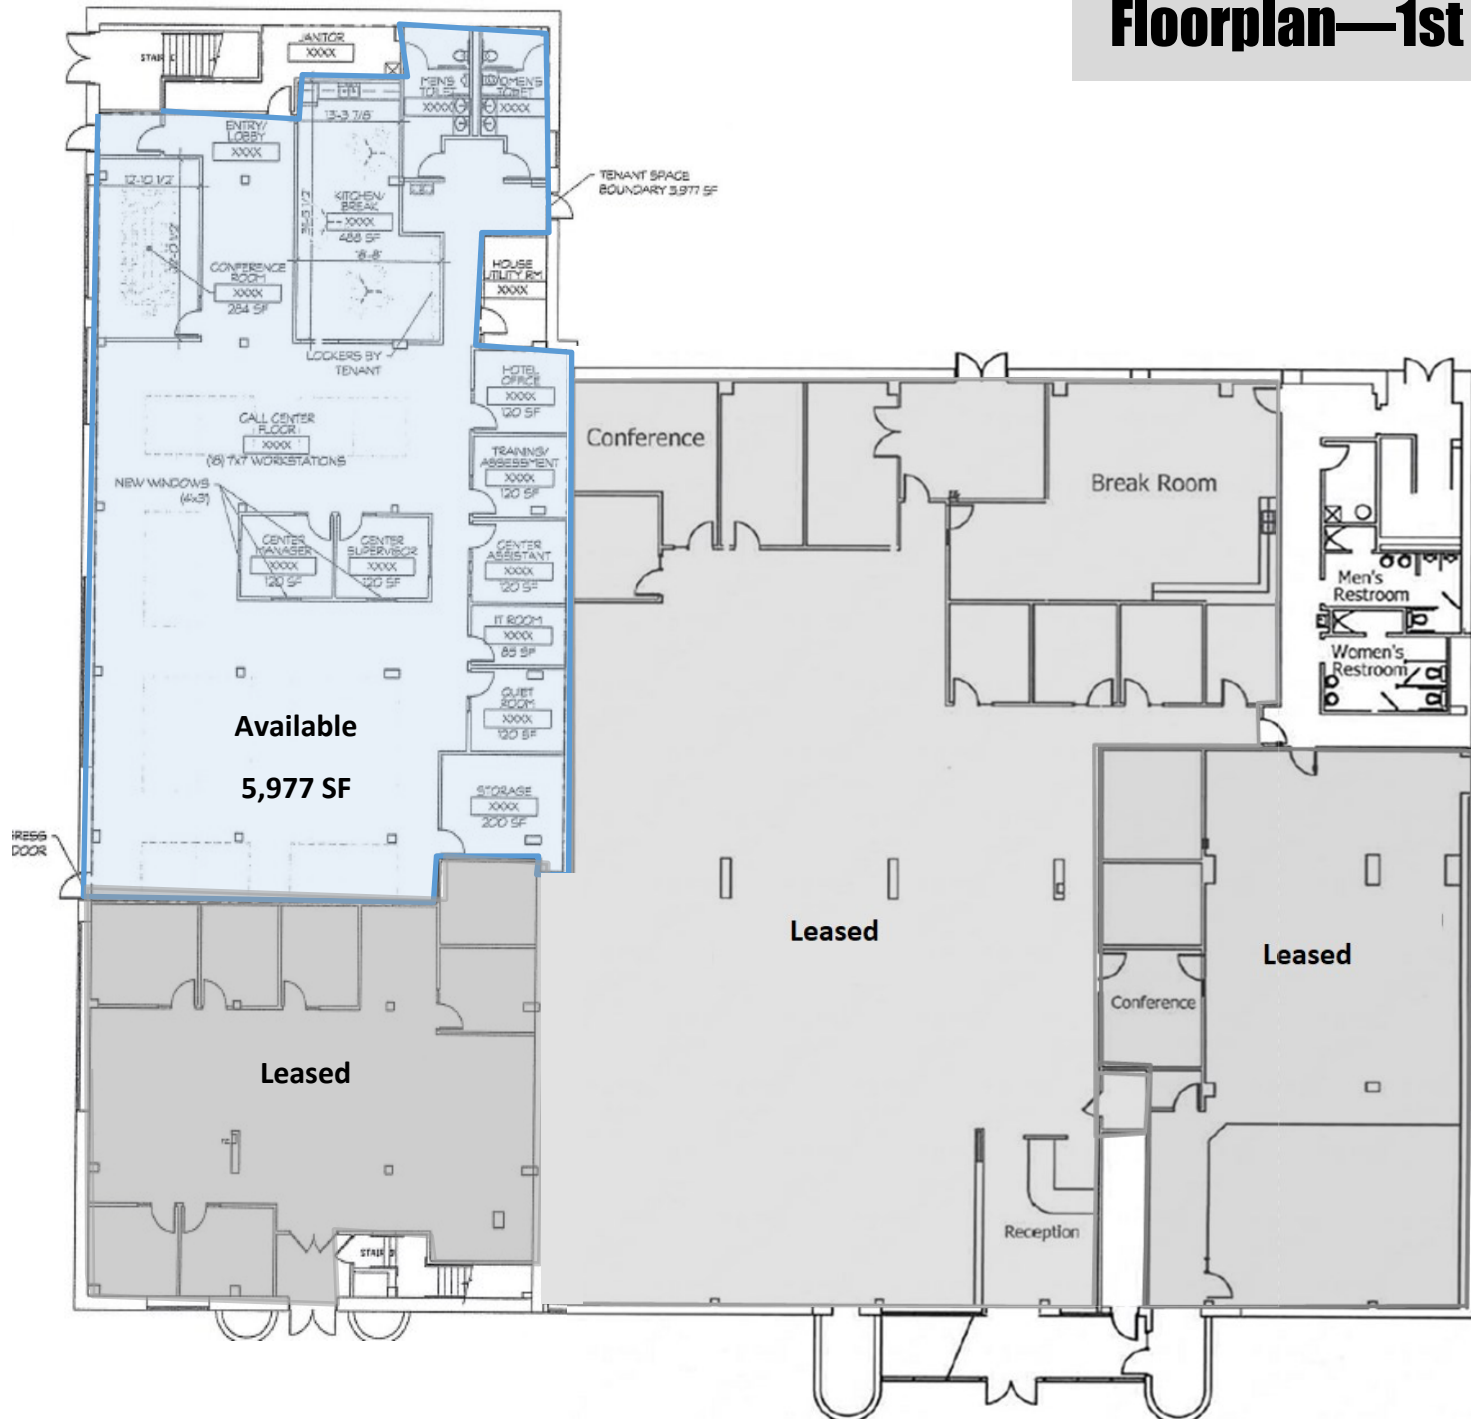 Floorplan—1st
JANITOR
XXXX
STAIR
MEN'S
TOILET
XXXX
WOMEN'S
TOILET
XXXX
13-3 7/8"
ENTRY/
LOBBY
XXXX
TENANT SPACE
BOUNDARY 5,977 SF
12-10 1/2"
KITCHEN/
BREAK
XXXX
488 SF
18-8"
CONFERENCE
ROOM
XXXX
284 SF
HOUSE
UTILITY RM.
XXXX
LOCKERS BY
TENANT
HOTEL
OFFICE
XXXX
120 SF
CALL CENTER
FLOOR
XXXX
(18) 7X7 WORKSTATIONS
TRAINING/
ASSESSMENT
XXXX
120 SF
NEW WINDOWS
(4x3)
CENTER
MANAGER
XXXX
120 SF
CENTER
SUPERVISOR
XXXX
120 SF
CENTER
ASSISTANT
XXXX
120 SF
IT ROOM
XXXX
85 SF
QUIET
ROOM
XXXX
120 SF
Available
5,977 SF
STORAGE
XXXX
200 SF
DOOR
Conference
Break Room
Men's
Restroom
Women's
Restroom
Leased
Leased
Conference
Leased
Reception
STAIR